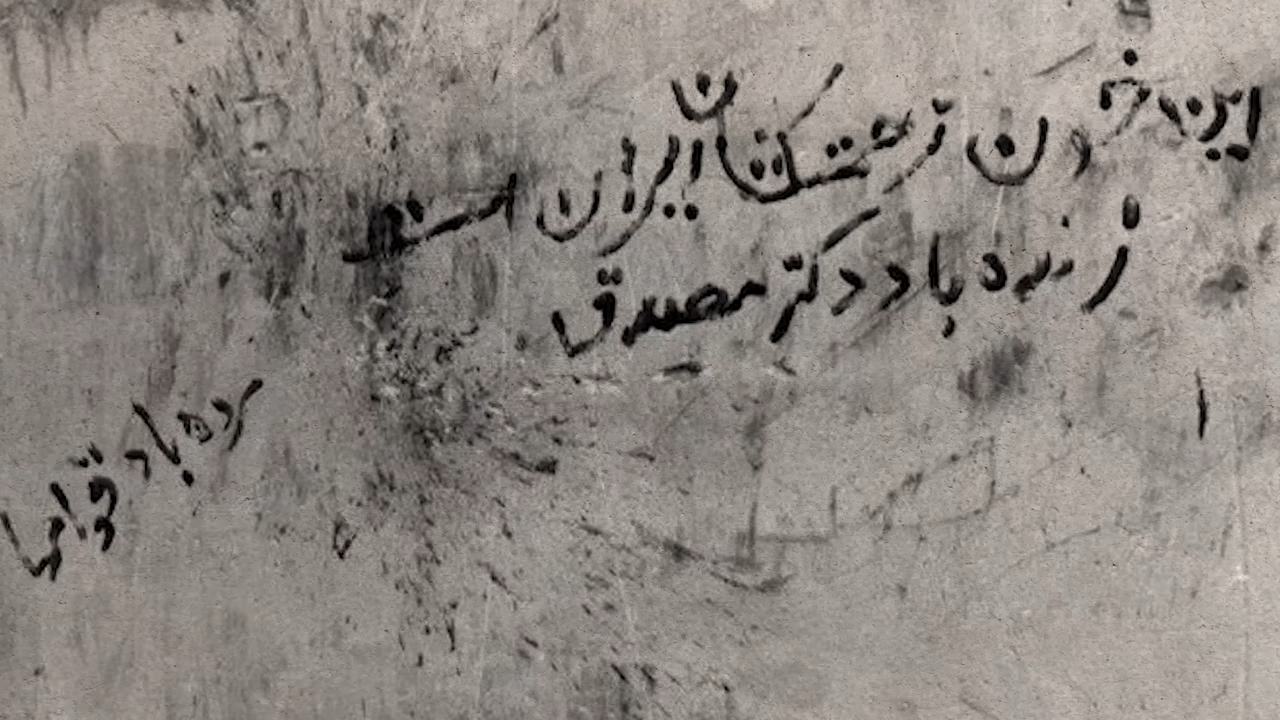 این خون زحمتکشان ایران است
زنده باد دکتر مصدق
مرده باد قوام